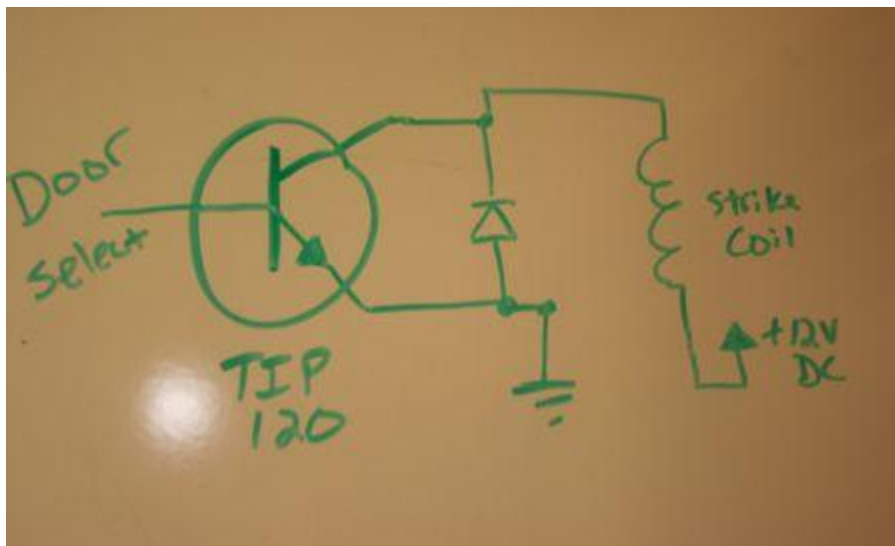 Door
Select
TIP
120
Strike
Coil
+12V
DC